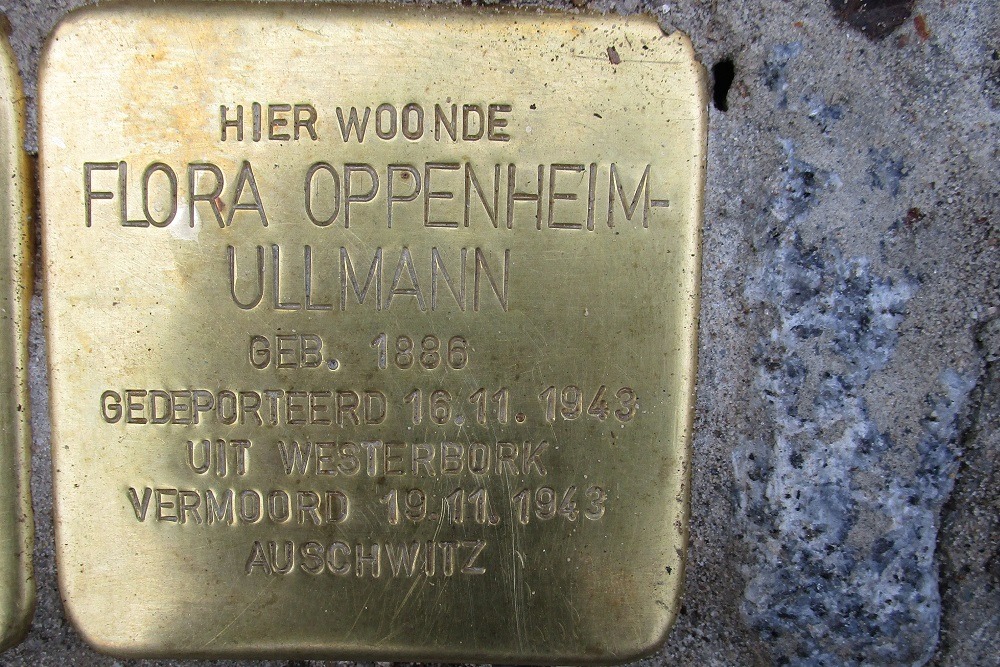 HIER WOONDE
FLORA OPPENHEIM-
ULLMANN
GEB. 1886
GEDEPORTEERD 16.11.1943
UIT WESTERBORK
VERMOORD 19.11.1943
AUSCHWITZ